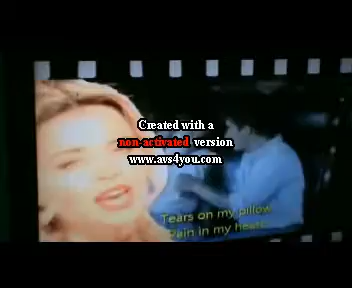 Created with a
non-activated version
www.avs4you.com
Tears on my pillow
Pain in my heart